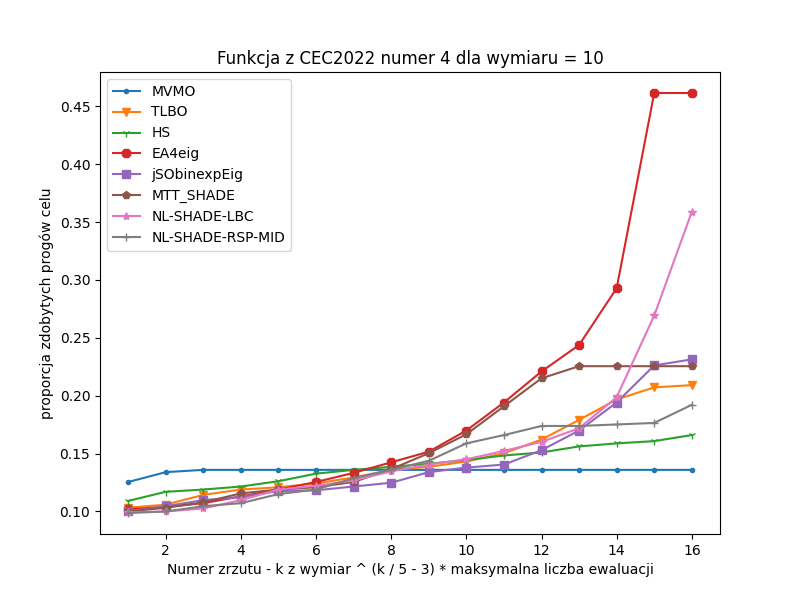 Funkcja z CEC2022 numer 4 dla wymiaru = 10
MVMO
TLBO
HS
EA4eig
jSObinexpEig
MTT_SHADE
NL-SHADE-LBC
NL-SHADE-RSP-MID
proporcja zdobytych progów celu
0.45
0.40
0.35
0.30
0.25
0.20
0.15
0.10
2 4 6 8 10 12 14 16
Numer zrzutu - k z wymiar ^ (k / 5 - 3) * maksymalna liczba ewaluacji